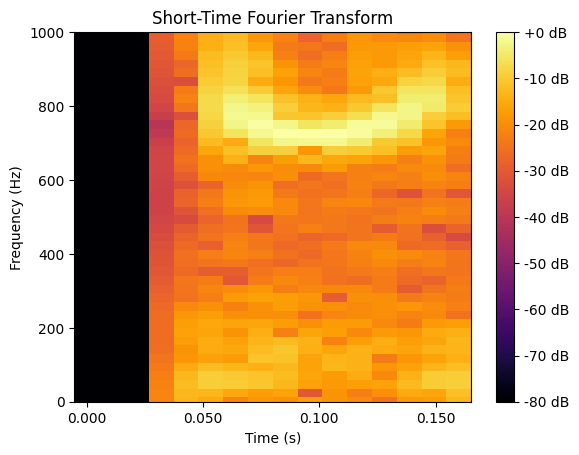 Short-Time Fourier Transform
1000
800
600
400
200
0
Frequency (Hz)
0.000
0.050
0.100
0.150
Time (s)
+0 dB
-10 dB
-20 dB
-30 dB
-40 dB
-50 dB
-60 dB
-70 dB
-80 dB